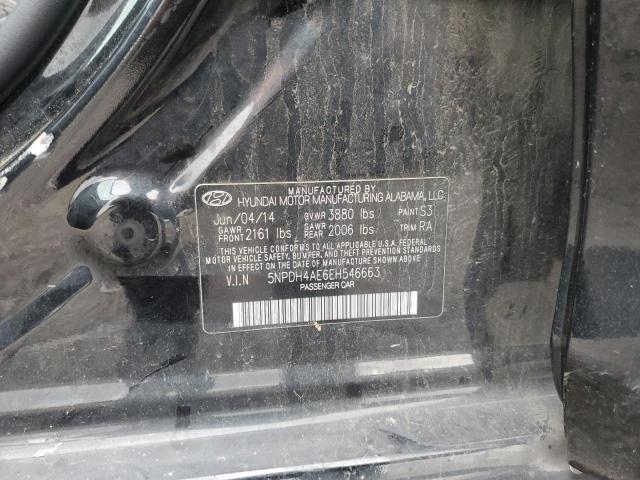 MANUFACTURED BY
HYUNDAI MOTOR MANUFACTURING ALABAMA, LLC
Jun/04/14 GVWR 3880 lbs PAINT S3
GAWR FRONT 2161 lbs GAWR REAR 2006 lbs TRIM RA
THIS VEHICLE CONFORMS TO ALL APPLICABLE U.S.A. FEDERAL
MOTOR VEHICLE SAFETY, BUMPER, AND THEFT PREVENTION
STANDARDS IN EFFECT ON THE DATE OF MANUFACTURE SHOWN ABOVE.
V.I.N 5NPDH4AE6EH546663
PASSENGER CAR